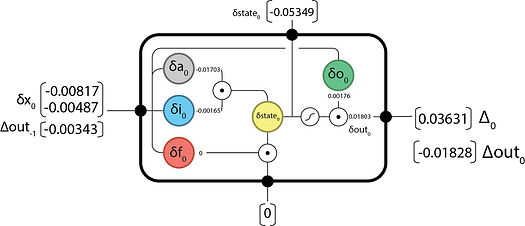 δstate₀ [-0.05349]
δa₀ -0.01703
δo₀
0.00176
δx₀ [-0.00817
-0.00487]
Δout₋₁ [-0.00343]
δi₀ -0.00165
δstate₀
0.01803
δout₀
[0.03631] Δ₀
[-0.01828] Δout₀
δf₀ 0
[0]